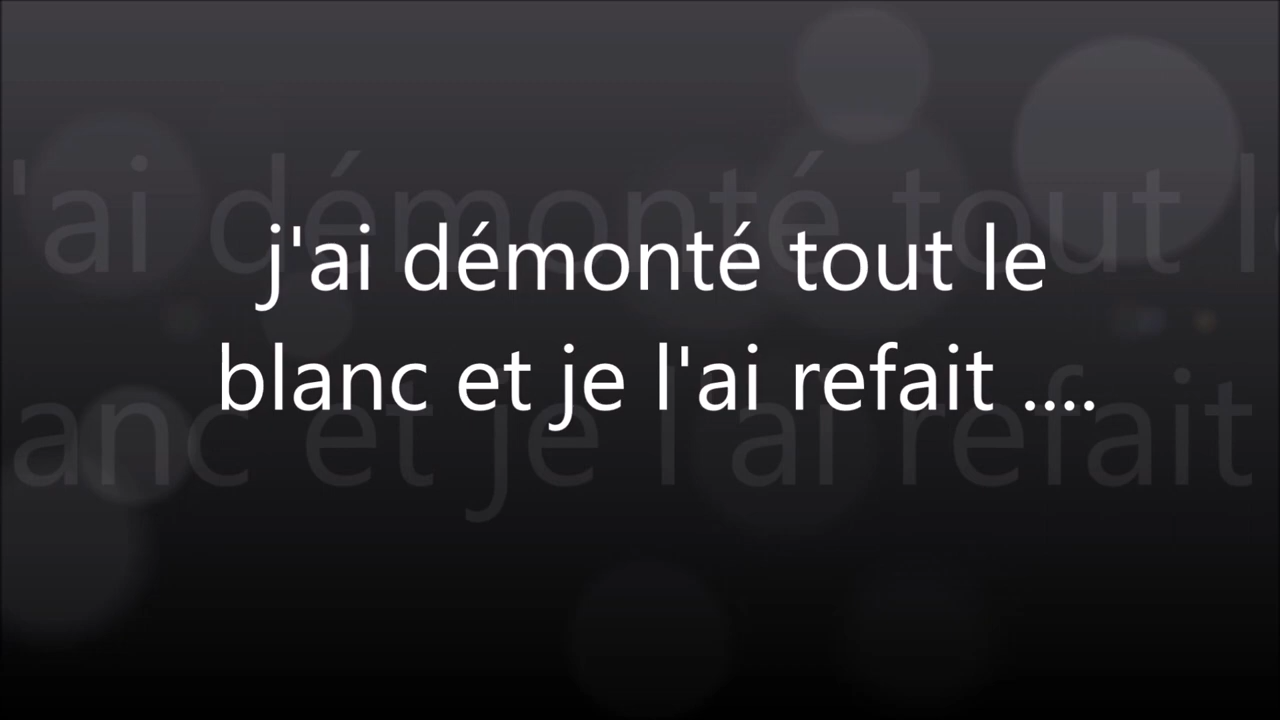 j'ai démonté tout le
blanc et je l'ai refait ....